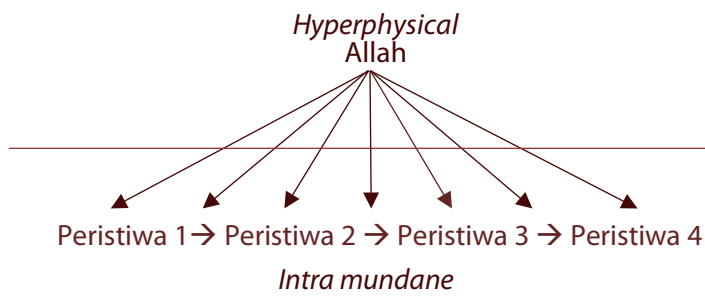 Hyperphysical
Allah
Peristiwa 1→ Peristiwa 2 → Peristiwa 3 → Peristiwa 4
Intra mundane